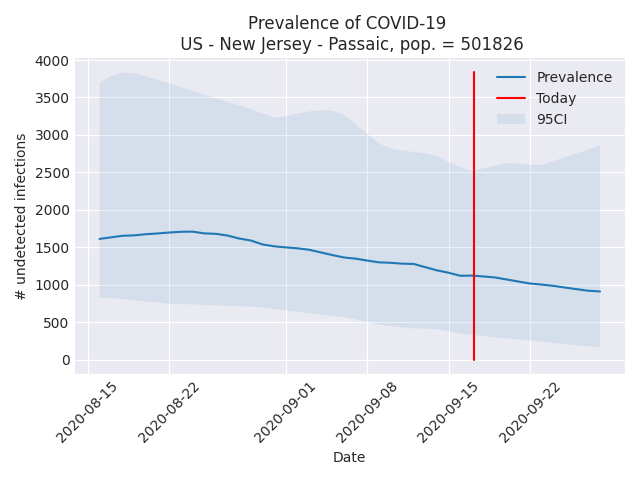 Prevalence of COVID-19
US - New Jersey - Passaic, pop. = 501826
4000
3500
3000
2500
2000
1500
1000
500
0
# undetected infections
Prevalence
Today
95CI
2020-08-15
2020-08-22
2020-09-01
2020-09-08
2020-09-15
2020-09-22
Date